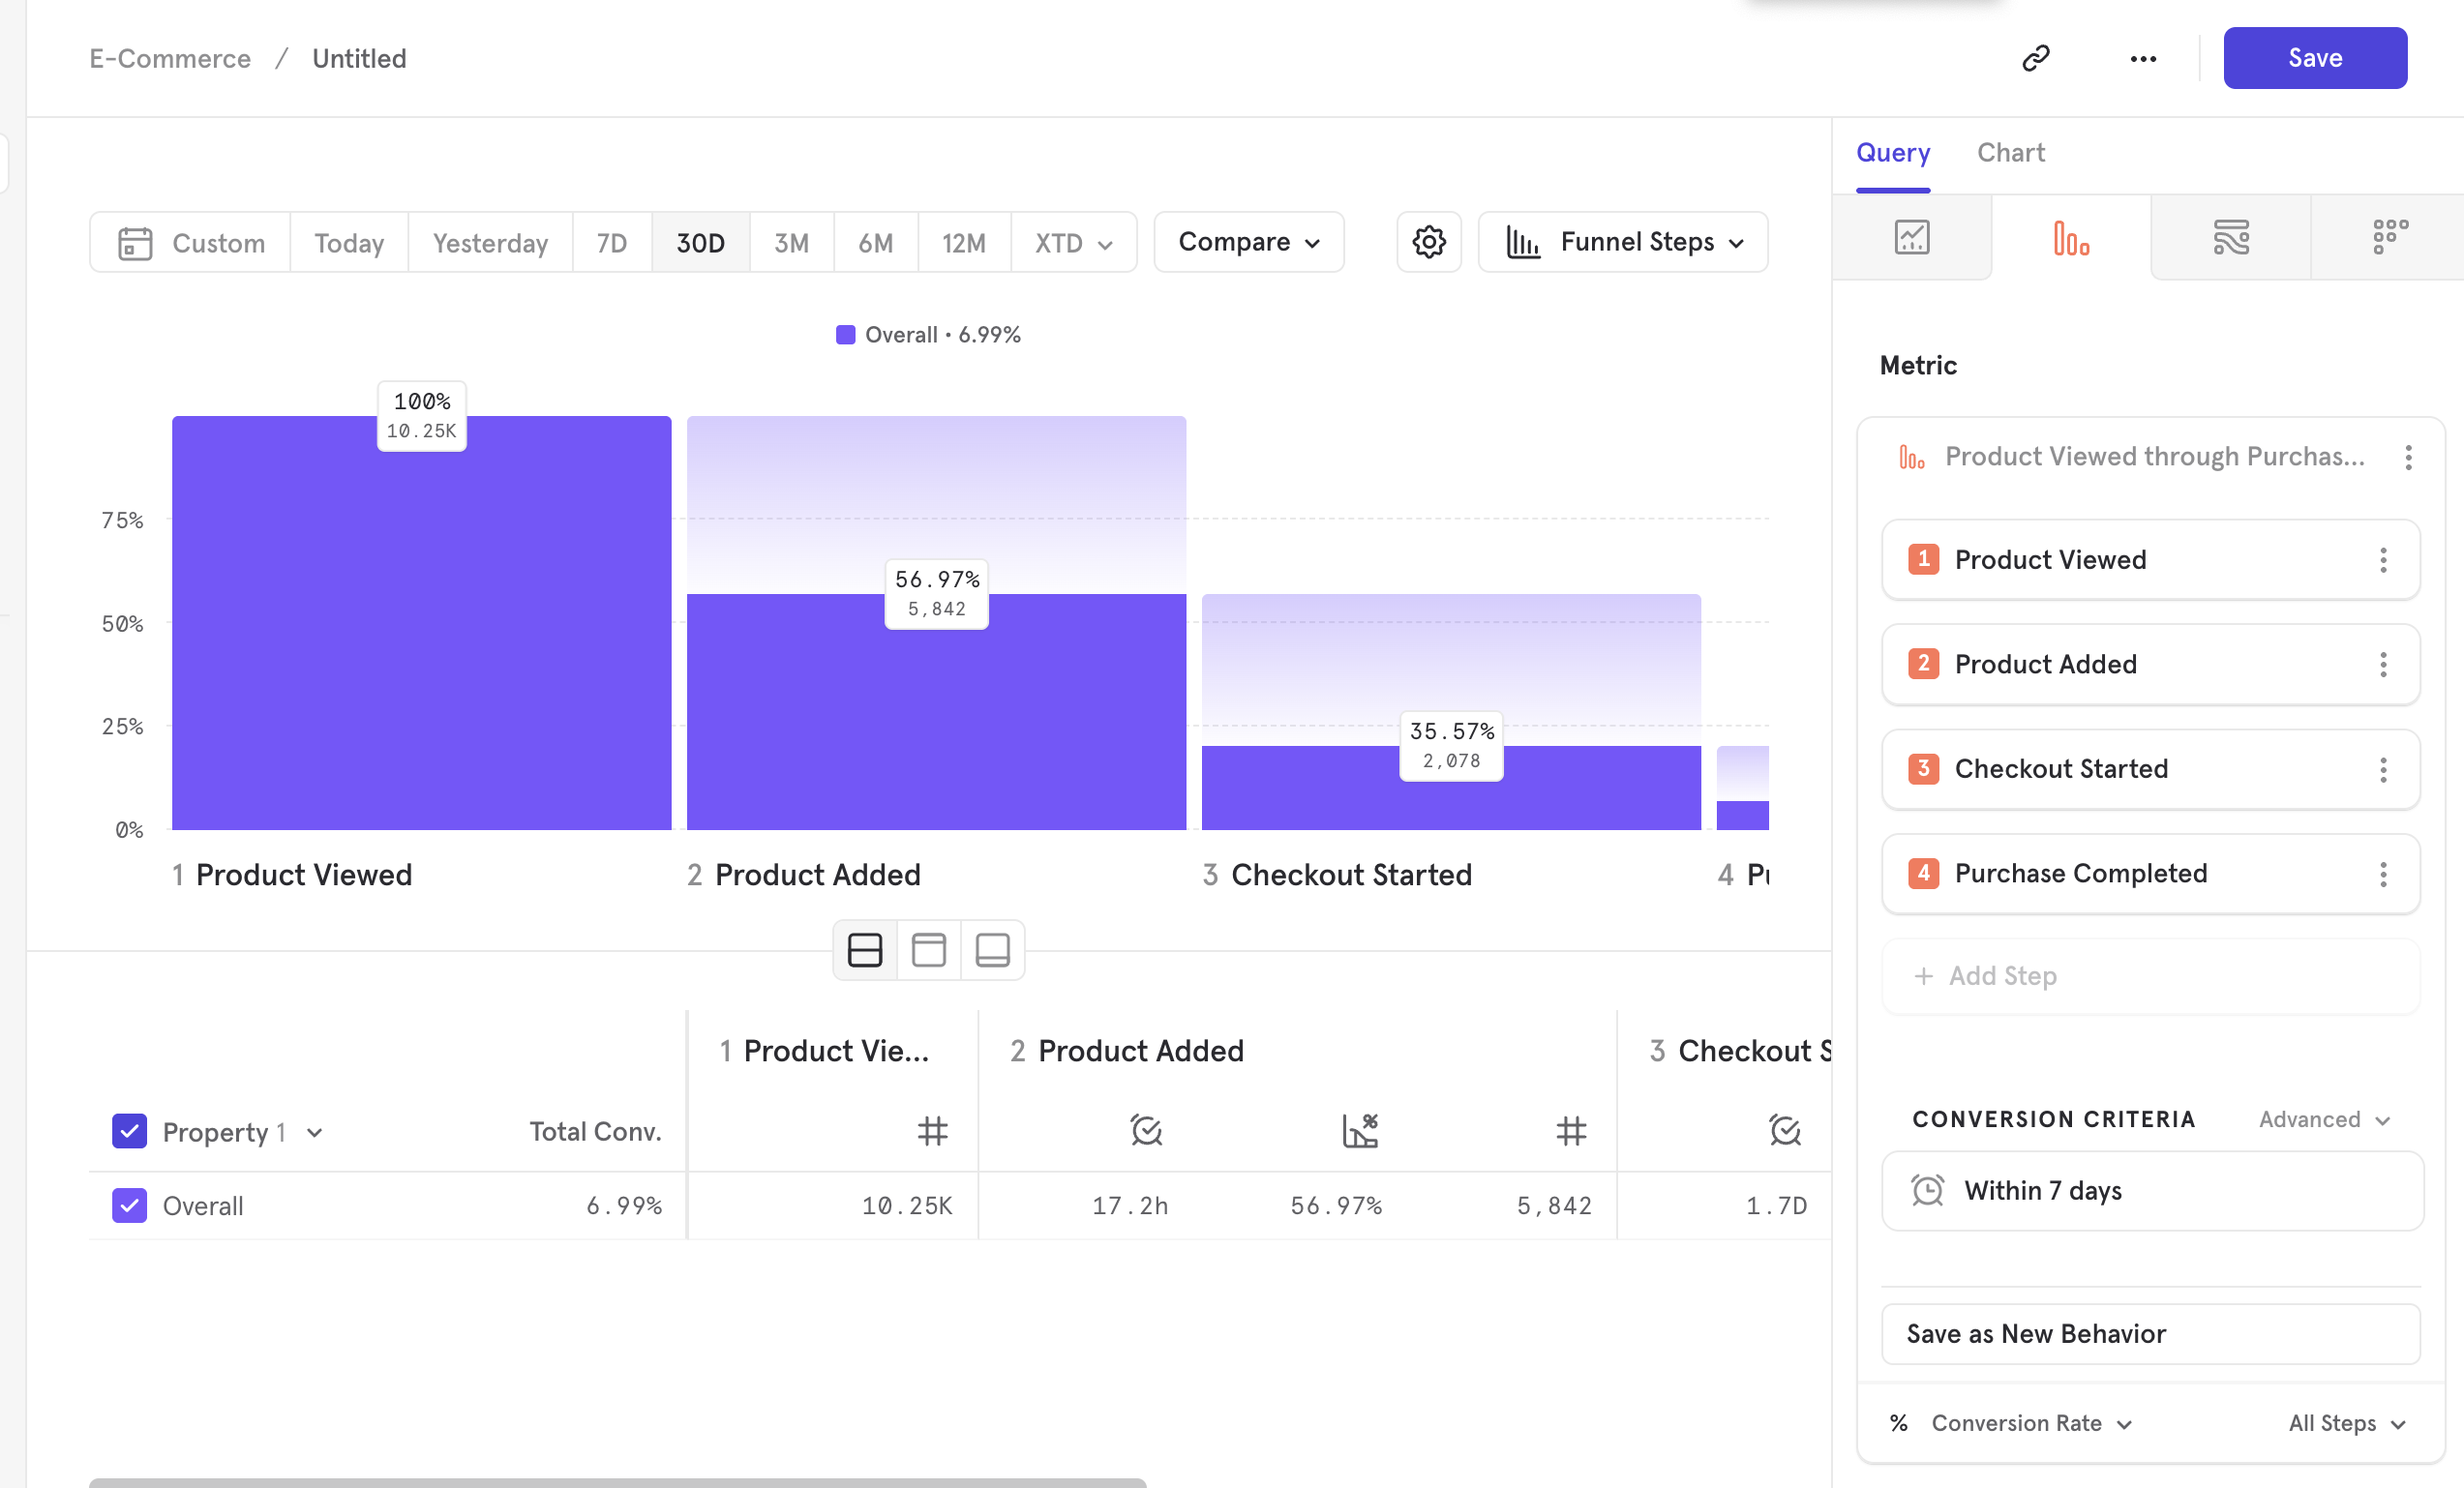 E-Commerce / Untitled
Save
Query Chart
Custom Today Yesterday 7D 30D 3M 6M 12M XTD Compare Funnel Steps
Overall • 6.99%
Metric
100%
10.25K
56.97%
5,842
35.57%
2,078
75%
50%
25%
0%
1 Product Viewed 2 Product Added 3 Checkout Started 4
Product Viewed through Purchas...
1 Product Viewed
2 Product Added
3 Checkout Started
4 Purchase Completed
+ Add Step
1 Product Vie... 2 Product Added 3 Checkout S
Property 1 Total Conv.
Overall 6.99% 10.25K 17.2h 56.97% 5,842 1.7D
CONVERSION CRITERIA Advanced
Within 7 days
Save as New Behavior
% Conversion Rate All Steps